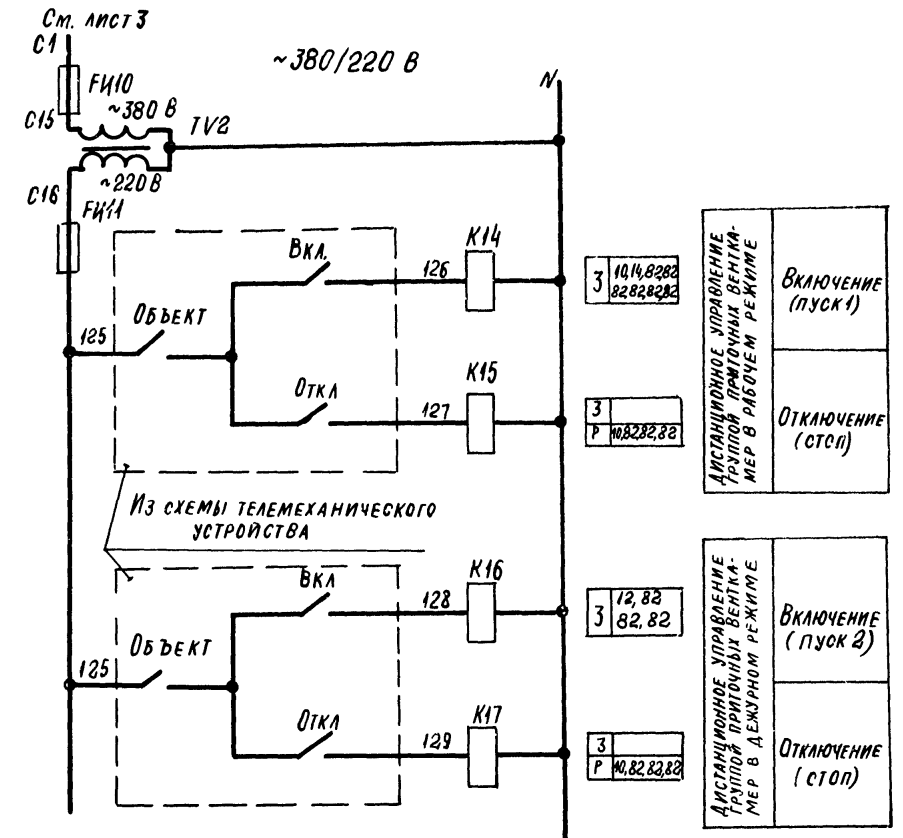 См. лист 3
С1
~380/220 В
N
FЦ10
~380 В
С15
TV2
~220 В
С16
FЦ11
Вкл.
126
К14
3
10,14,82,82
82,82,82,82
Объект
125
Откл
127
К15
3
Р
10,82,82,82
Дистанционное управление
группой приточных вентка-
мер в рабочем режиме
Включение
(пуск 1)
Отключение
(стоп)
Из схемы телемеханического
устройства
Вкл
128
К16
3
12, 82
82, 82
Объект
125
Откл
129
К17
3
Р
10,82,82,82
Дистанционное управление
группой приточных вентка-
мер в дежурном режиме
Включение
(пуск 2)
Отключение
(стоп)